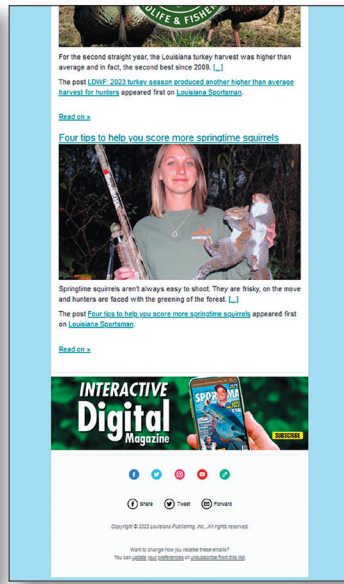 LIFE & FISHE
For the second straight year, the Louisiana turkey harvest was higher than
average and in fact, the second best since 2009. [...]
The post LDWF: 2023 turkey season produced another higher than average
harvest for hunters appeared first on Louisiana Sportsman.
Read on »
Four tips to help you score more springtime squirrels
Springtime squirrels aren't always easy to shoot. They are frisky, on the move
and hunters are faced with the greening of the forest. [...]
The post Four tips to help you score more springtime squirrels appeared first
on Louisiana Sportsman.
Read on »
INTERACTIVE
Digital
Magazine
SUBSCRIBE
Share Tweet Forward
Copyright © 2023 Louisiana Publishing, Inc., All rights reserved.
Want to change how you receive these emails?
You can update your preferences or unsubscribe from this list.